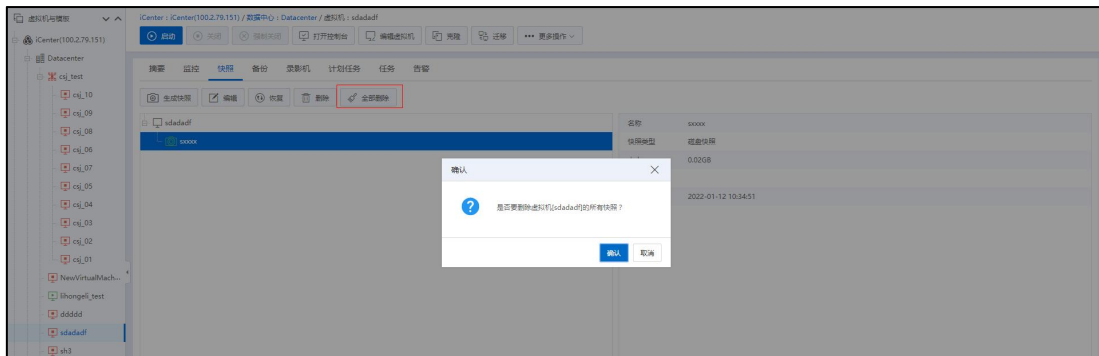 虚拟机与模板
iCenter(100.2.79.151)
Datacenter
csj_test
csj_10
csj_09
csj_08
csj_06
csj_07
csj_05
csj_04
csj_03
csj_02
csj_01
NewVirtualMach...
lihongeli_test
ddddd
sdadadf
sh3
iCenter : iCenter(100.2.79.151) / 数据中心 : Datacenter / 虚拟机 : sdadadf
启动 关闭 强制关闭 打开控制台 编辑虚拟机 克隆 迁移 更多操作
摘要 监控 快照 备份 录影机 计划任务 任务 告警
生成快照 编辑 恢复 删除 全部删除
sdadadf
sxxxx
名称 sxxxx
快照类型 磁盘快照
0.02GB
2022-01-12 10:34:51
确认
是否要删除虚拟机[sdadadf]的所有快照？
确认 取消